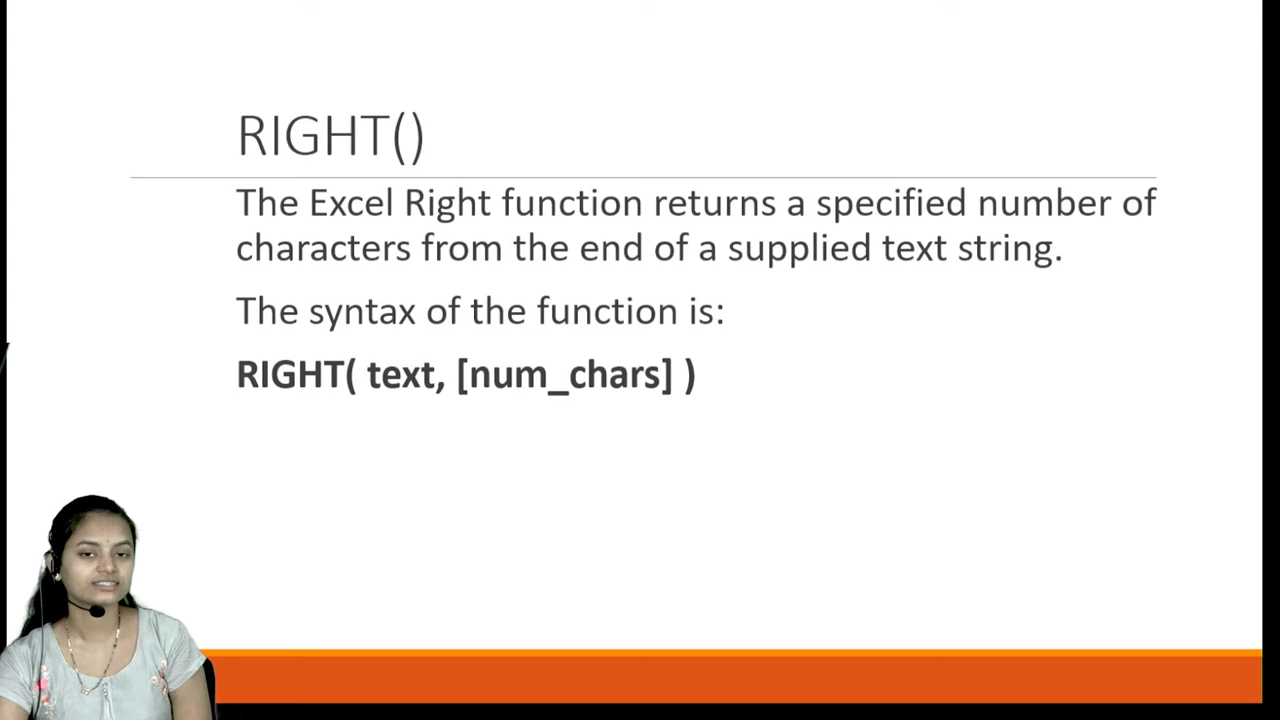 RIGHT()
The Excel Right function returns a specified number of
characters from the end of a supplied text string.
The syntax of the function is:
RIGHT( text, [num_chars] )